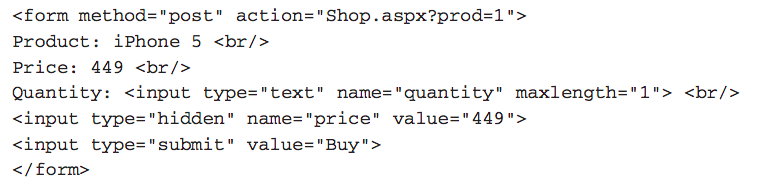 <form method="post" action="Shop.aspx?prod=1">
Product: iPhone 5 <br/>
Price: 449 <br/>
Quantity: <input type="text" name="quantity" maxlength="1"> <br/>
<input type="hidden" name="price" value="449">
<input type="submit" value="Buy">
</form>